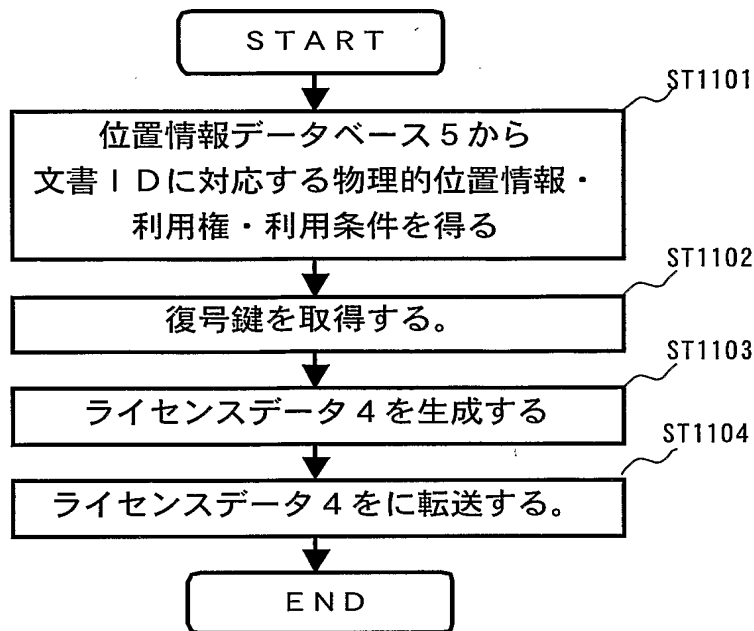 START
ST1101
位置情報データベース５から
文書ＩＤに対応する物理的位置情報・
利用権・利用条件を得る
ST1102
復号鍵を取得する。
ST1103
ライセンスデータ４を生成する
ST1104
ライセンスデータ４をに転送する。
END